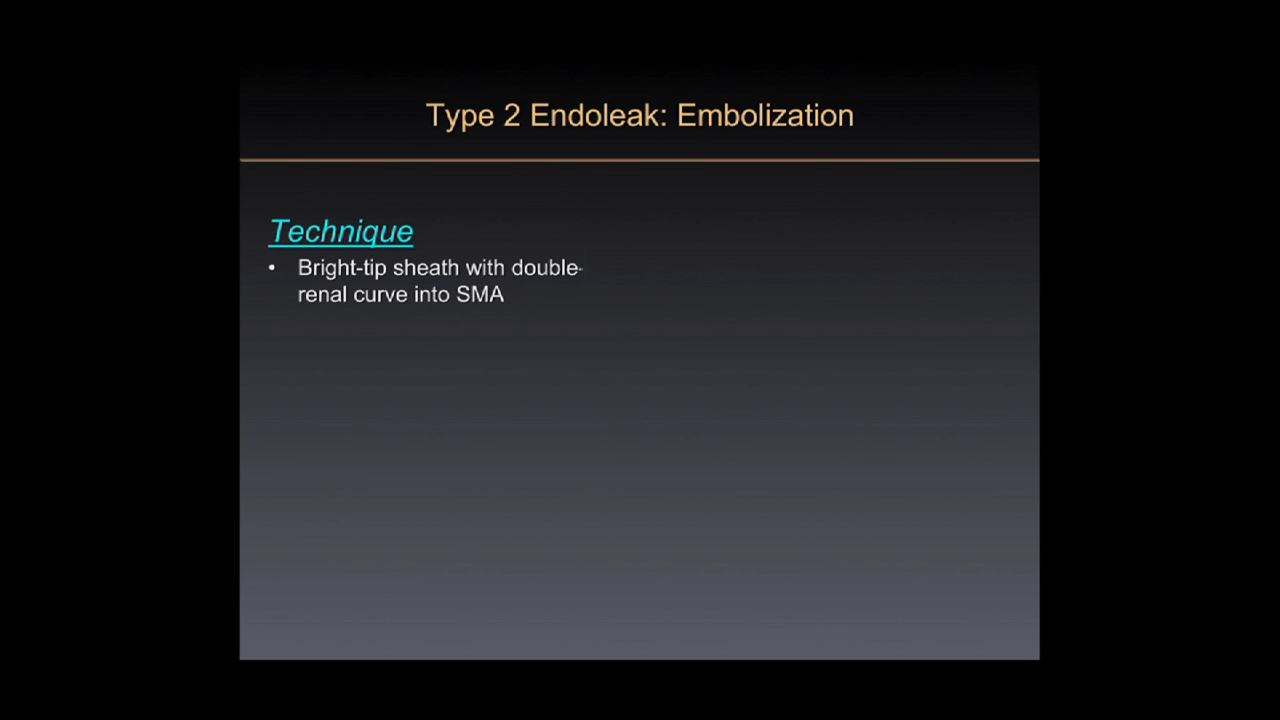 Type 2 Endoleak: Embolization
Technique
• Bright-tip sheath with double-
renal curve into SMA